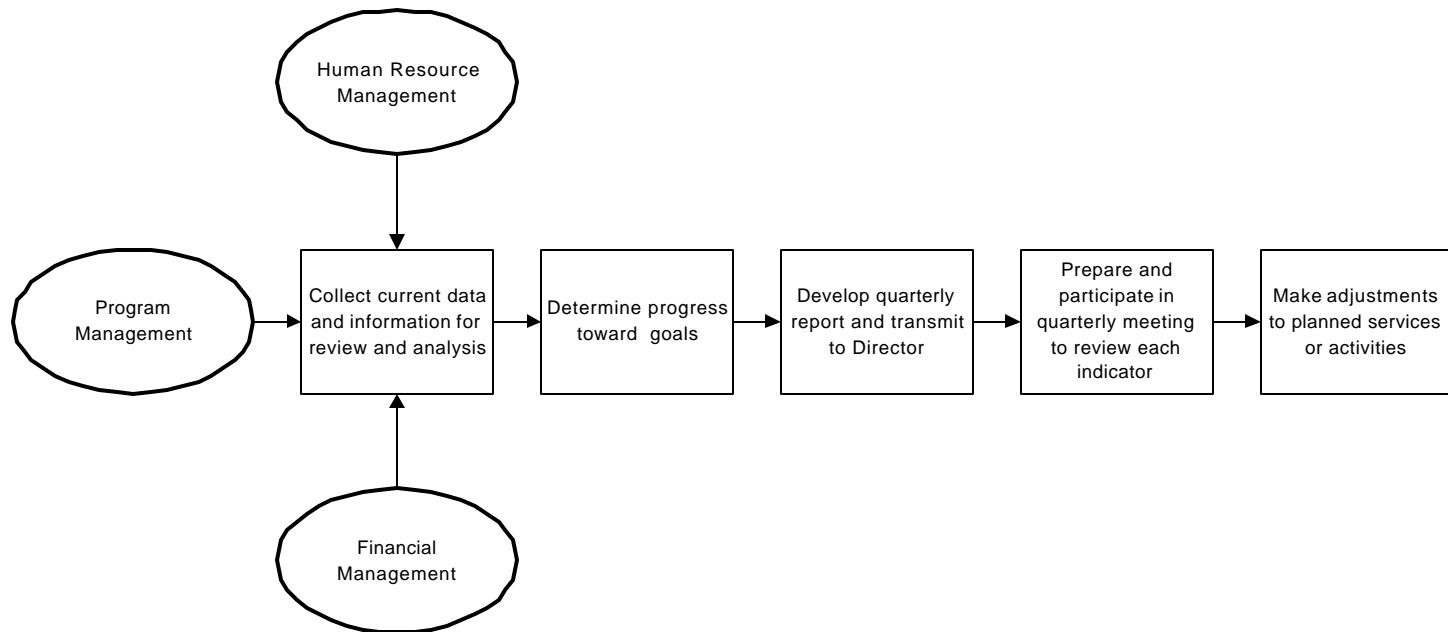 Human Resource
Management
Program
Management
Collect current data
and information for
review and analysis
Determine progress
toward goals
Develop quarterly
report and transmit
to Director
Prepare and
participate in
quarterly meeting
to review each
indicator
Make adjustments
to planned services
or activities
Financial
Management